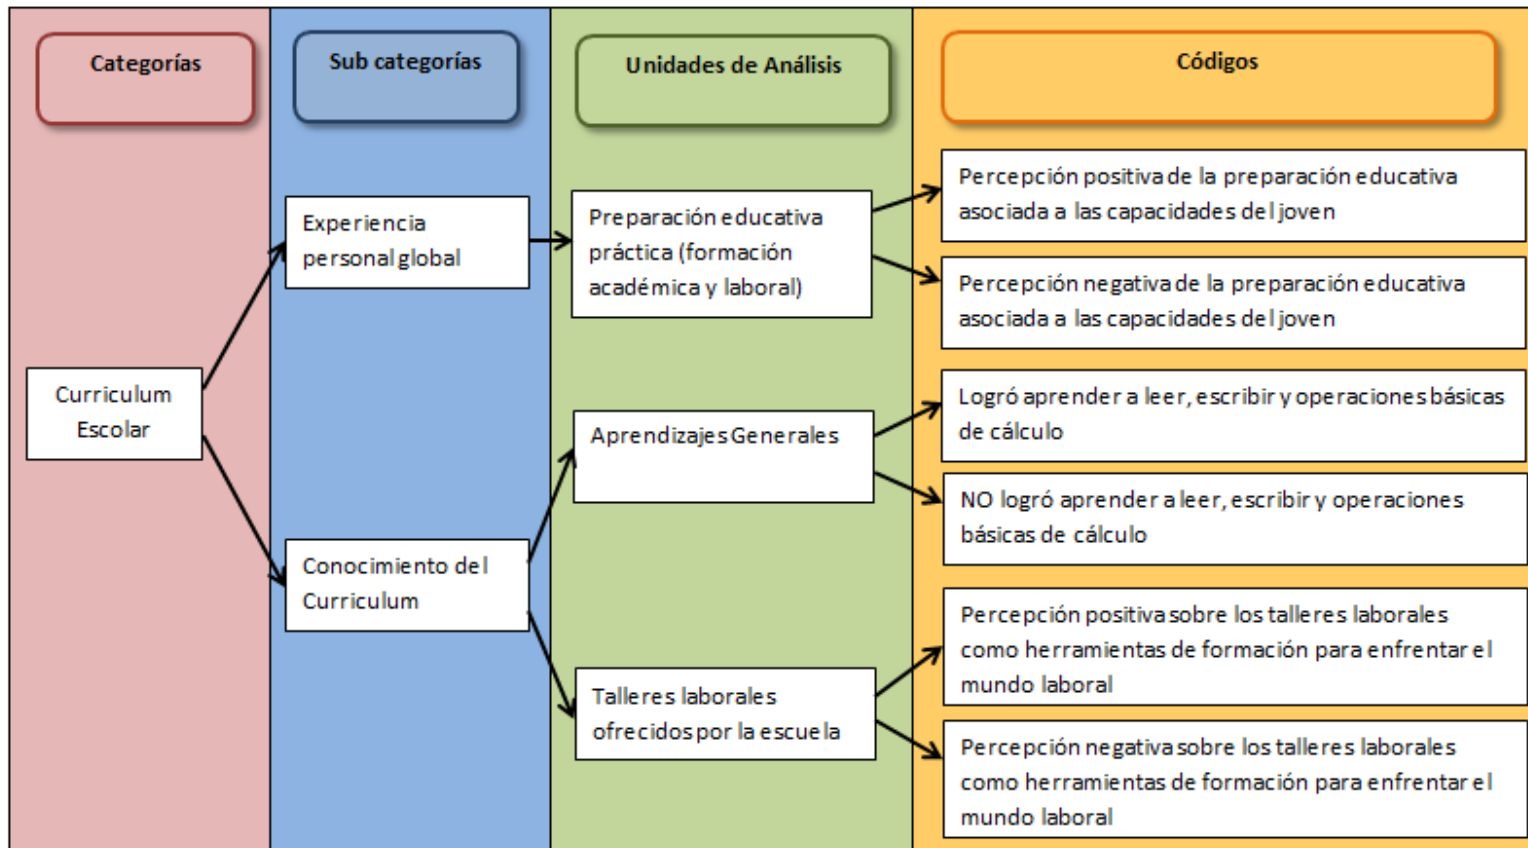 Categorías
Sub categorías
Unidades de Análisis
Códigos
Curriculum
Escolar
Experiencia
personal global
Conocimiento del
Curriculum
Preparación educativa
práctica (formación
académica y laboral)
Aprendizajes Generales
Talleres laborales
ofrecidos por la escuela
Percepción positiva de la preparación educativa
asociada a las capacidades del joven
Percepción negativa de la preparación educativa
asociada a las capacidades del joven
Logró aprender a leer, escribir y operaciones básicas
de cálculo
NO logró aprender a leer, escribir y operaciones
básicas de cálculo
Percepción positiva sobre los talleres laborales
como herramientas de formación para enfrentar el
mundo laboral
Percepción negativa sobre los talleres laborales
como herramientas de formación para enfrentar el
mundo laboral